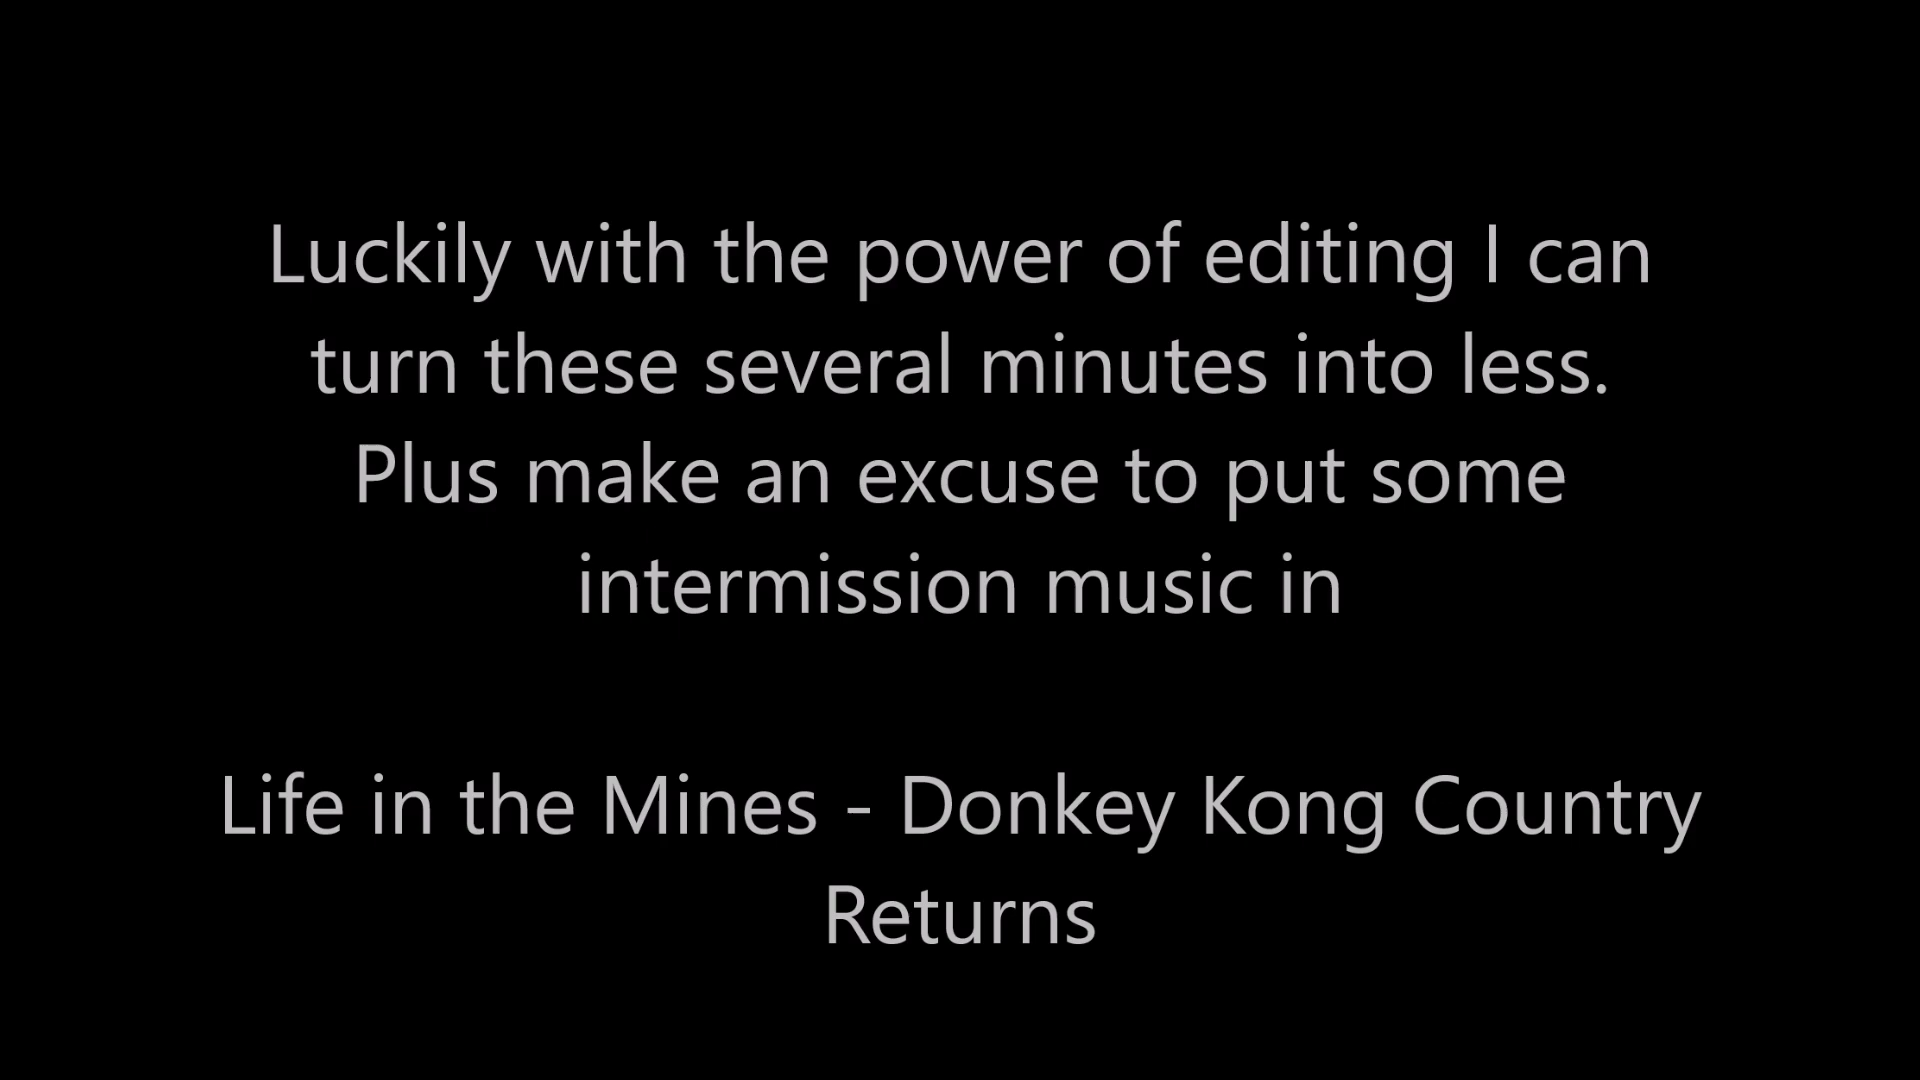 Luckily with the power of editing I can
turn these several minutes into less.
Plus make an excuse to put some
intermission music in
Life in the Mines - Donkey Kong Country
Returns